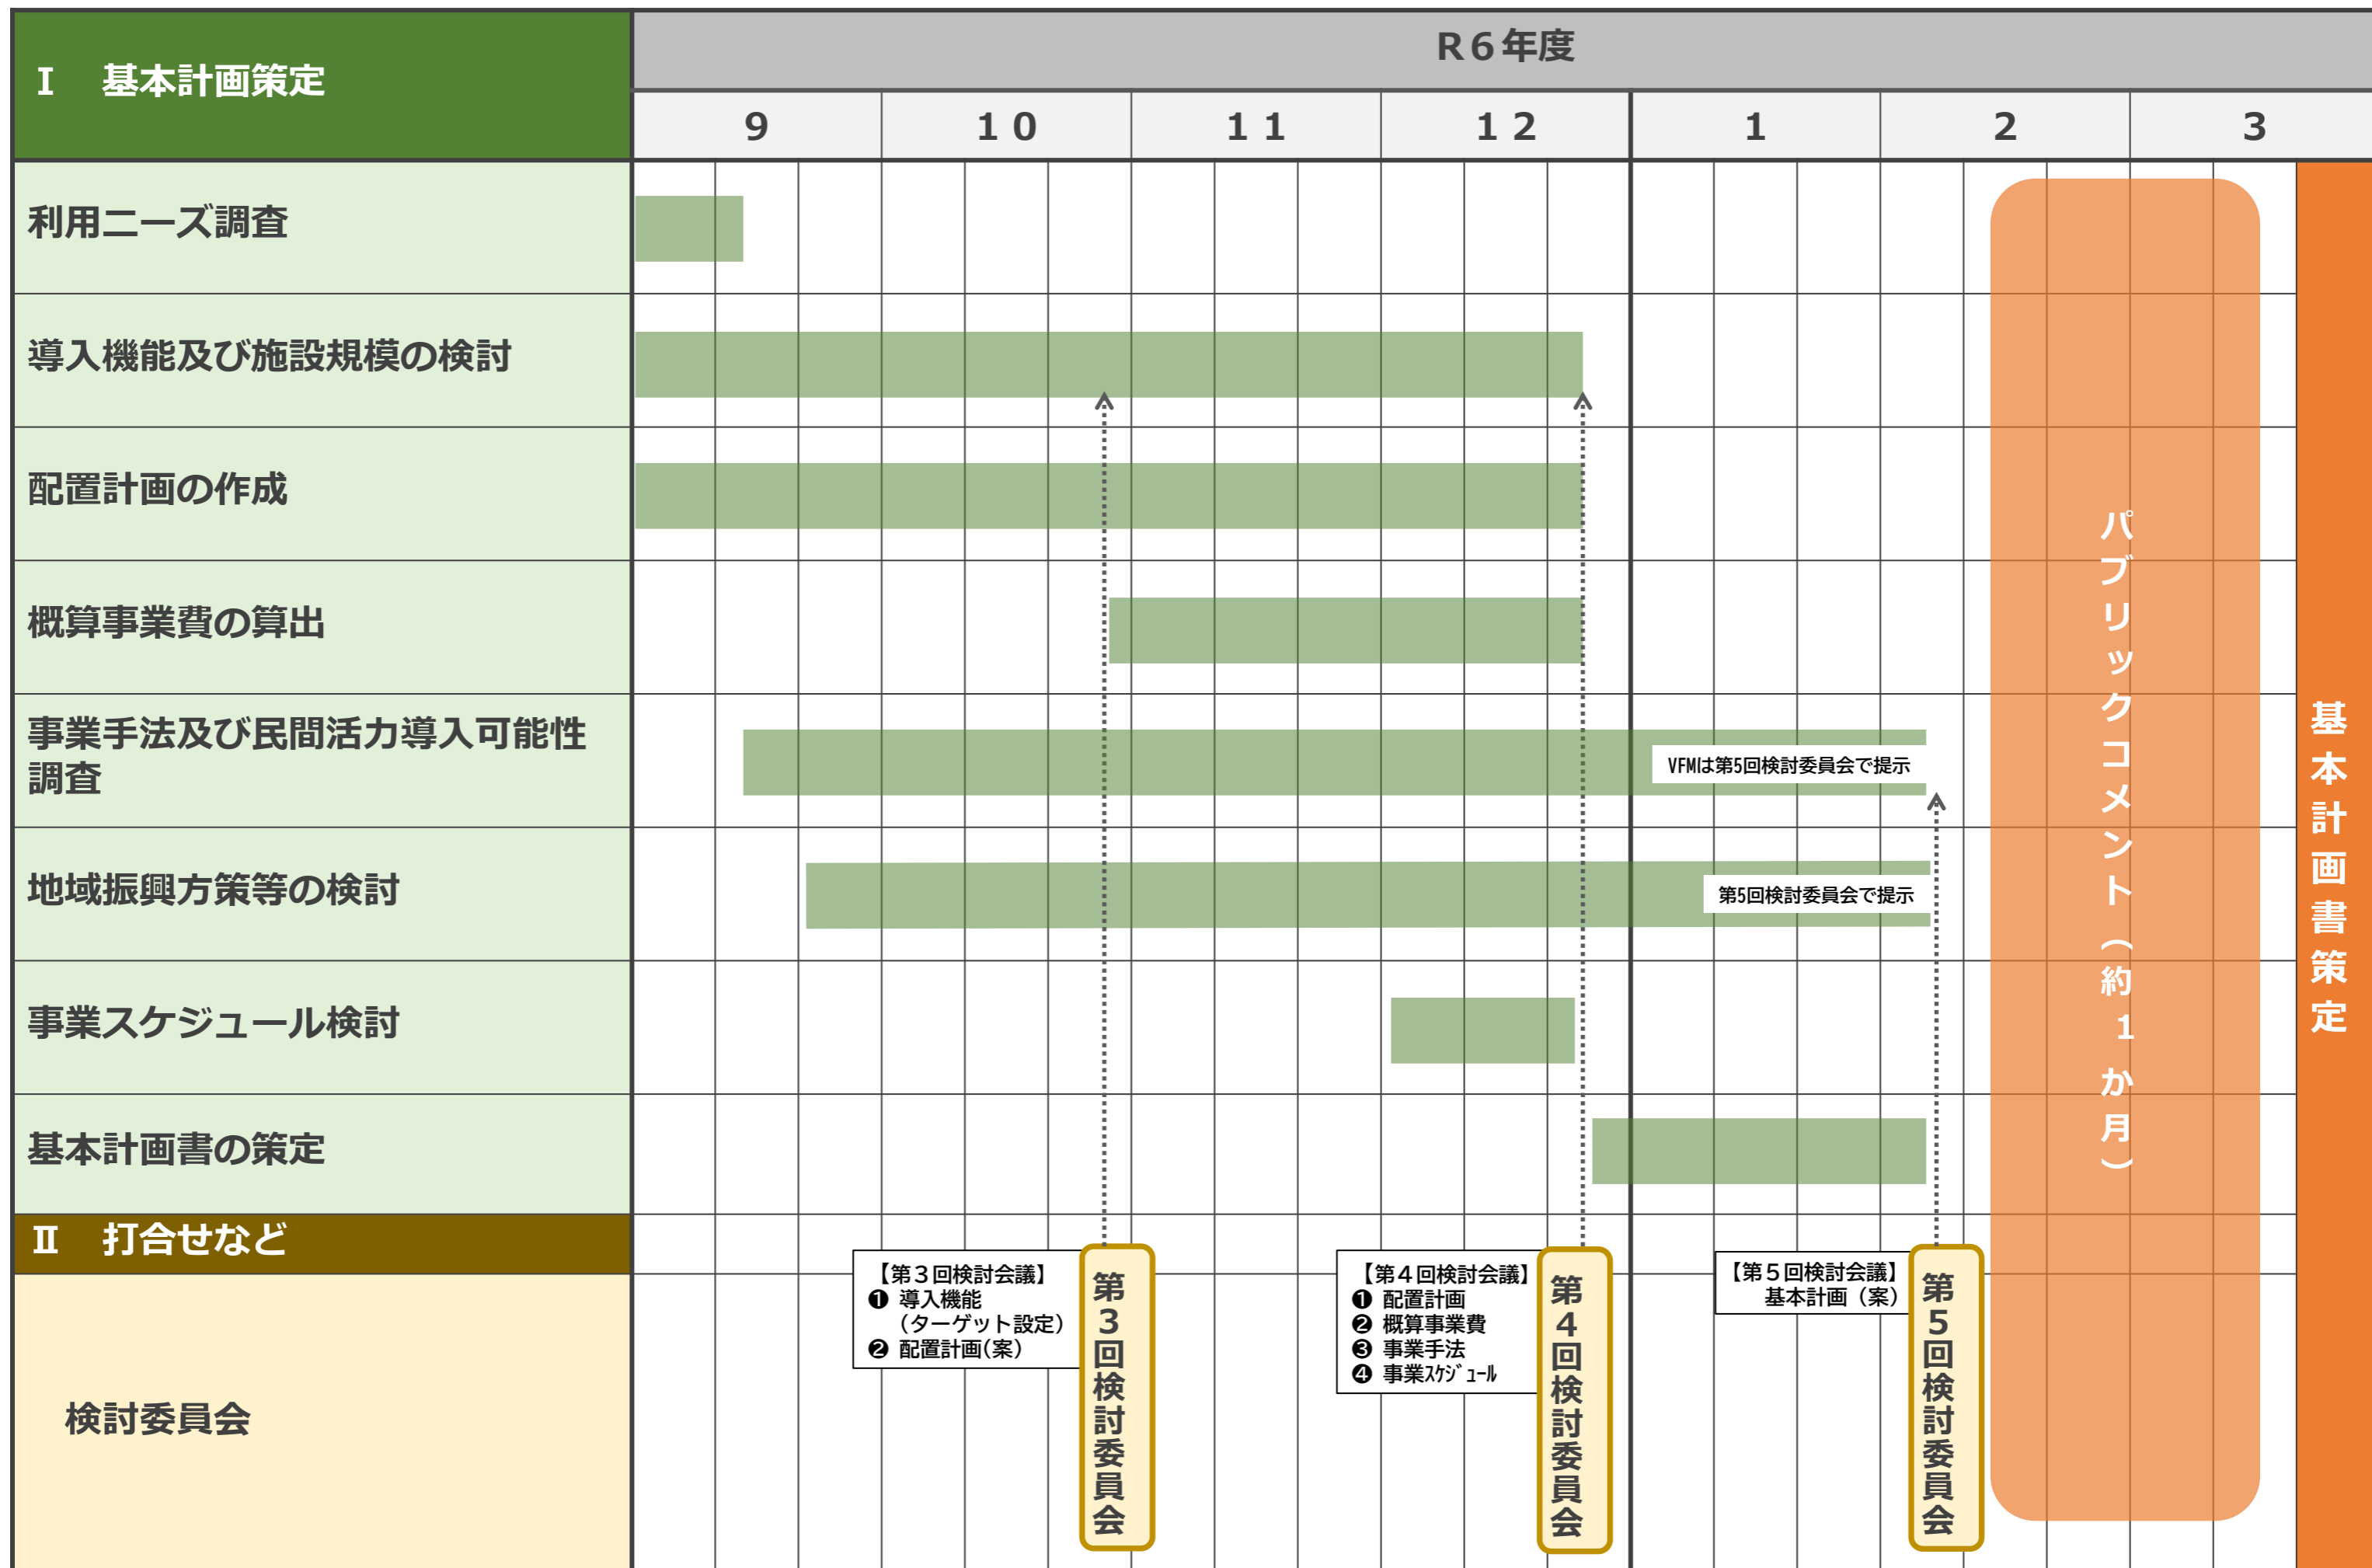 Ⅰ　基本計画策定
Ｒ６年度
９
１０
１１
１２
１
２
３
利用ニーズ調査
導入機能及び施設規模の検討
配置計画の作成
概算事業費の算出
事業手法及び民間活力導入可能性
調査
VFMは第5回検討委員会で提示
地域振興方策等の検討
第5回検討委員会で提示
事業スケジュール検討
基本計画書の策定
パブリックコメント（約１か月）
基本計画書策定
Ⅱ　打合せなど
検討委員会
【第３回検討会議】
❶ 導入機能
（ターゲット設定）
❷ 配置計画(案)
第３回検討委員会
【第４回検討会議】
❶ 配置計画
❷ 概算事業費
❸ 事業手法
❹ 事業ｽｹｼﾞｭｰﾙ
第４回検討委員会
【第５回検討会議】
基本計画（案）
第５回検討委員会